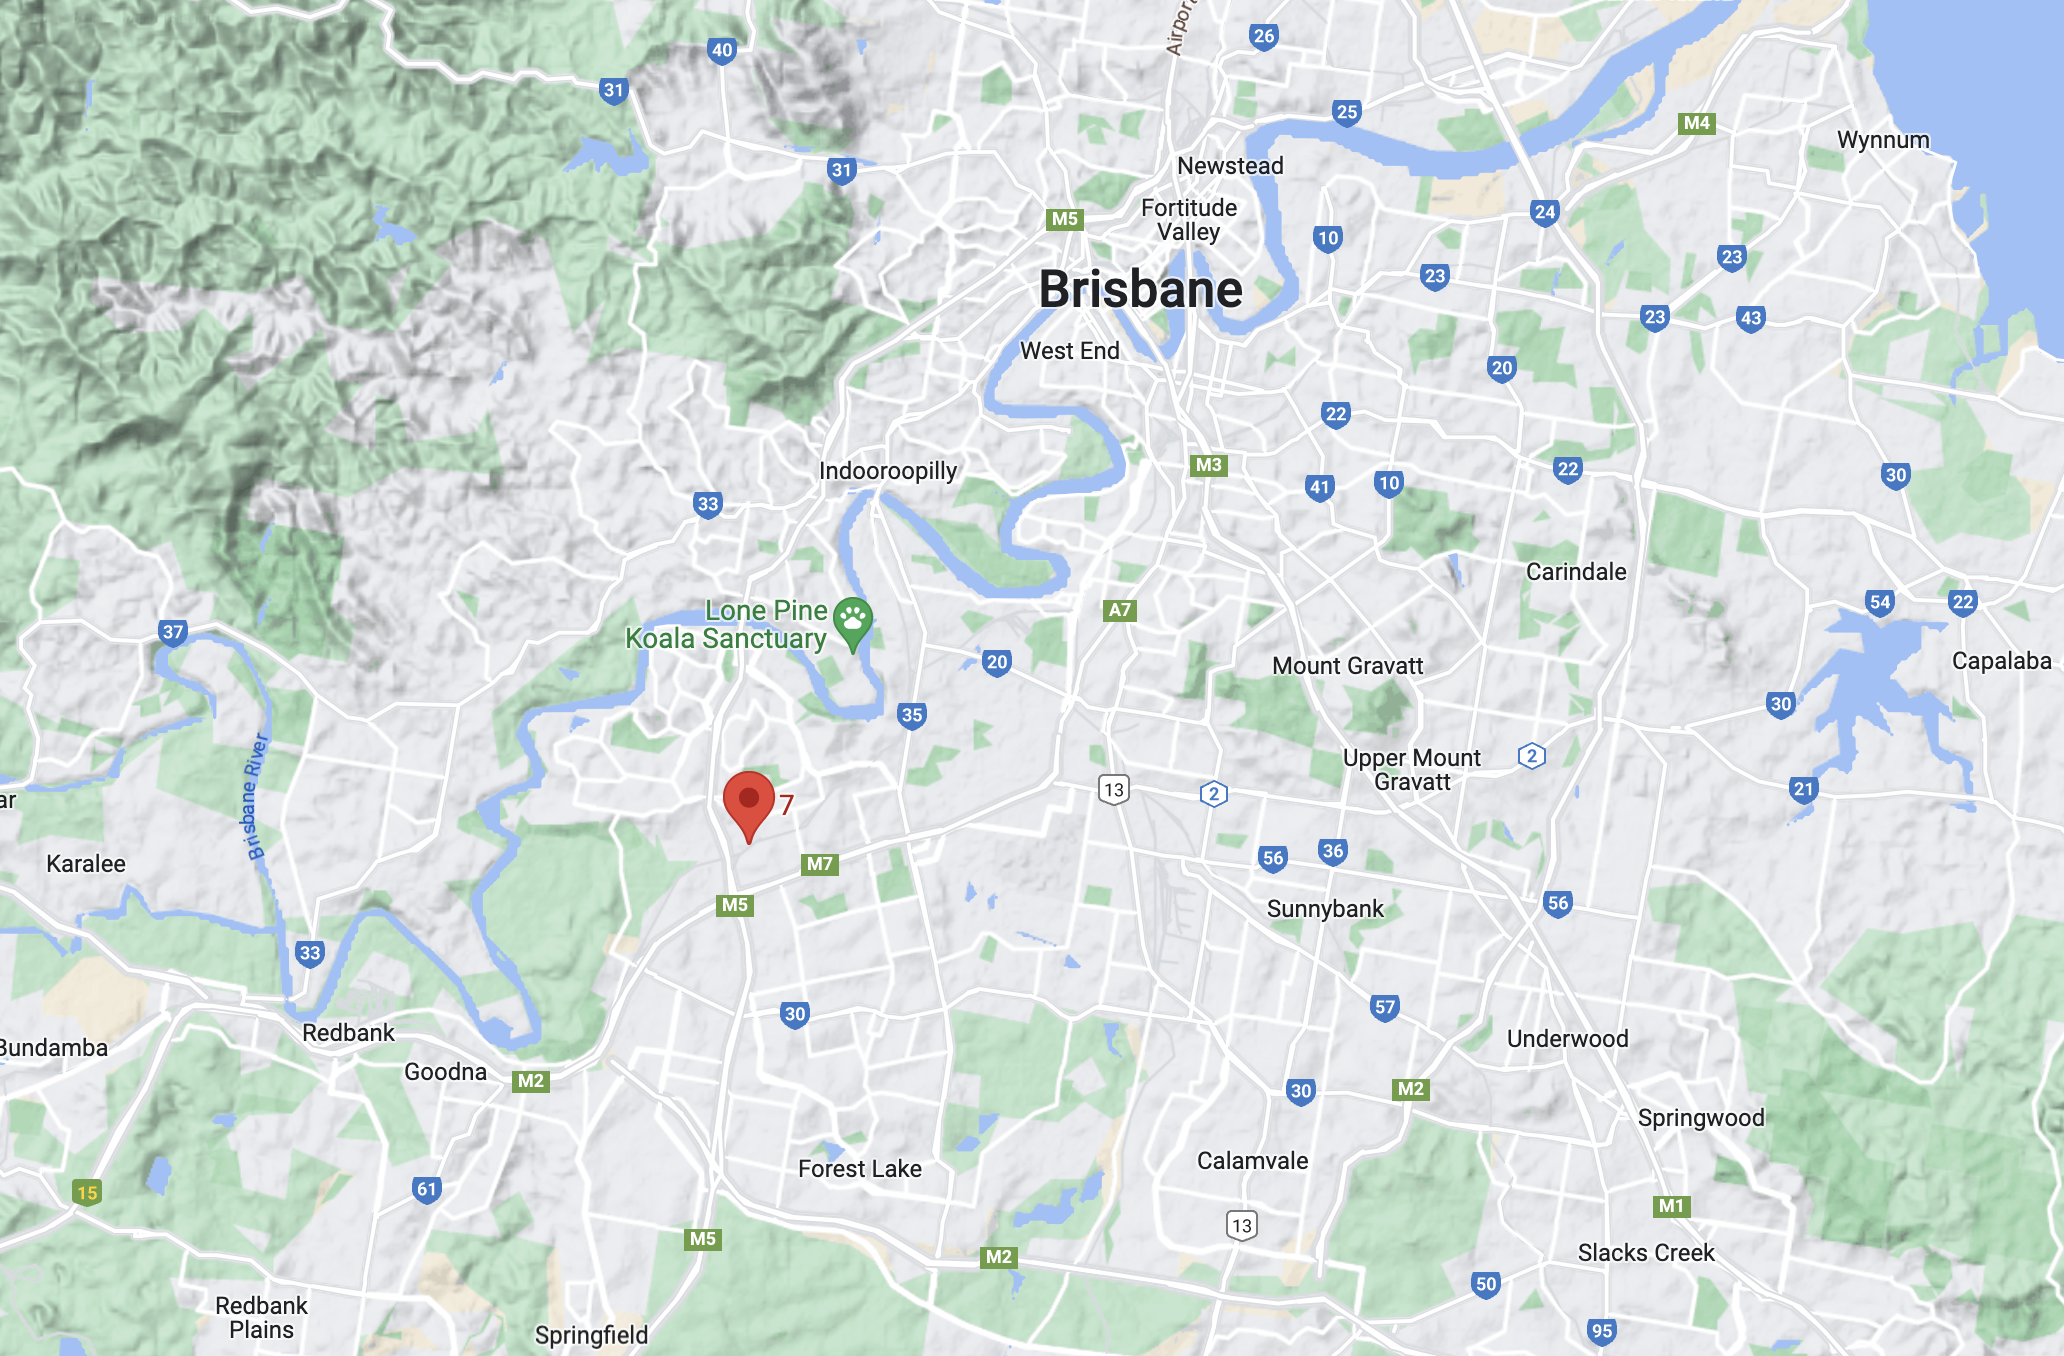 Airport
26
40
31
25
M4
Wynnum
Newstead
31
Fortitude
Valley
M5
24
10
23
23
Brisbane
23
43
West End
20
22
Indooroopilly
M3
22
30
33
41
10
Carindale
Lone Pine
Koala Sanctuary
A7
54
22
37
20
Mount Gravatt
Capalaba
35
30
Brisbane River
Upper Mount
Gravatt
2
13
2
21
ar
7
Karalee
M7
56
36
M5
Sunnybank
56
33
30
57
Redbank
Underwood
Bundamba
Goodna
M2
30
M2
Springwood
Forest Lake
Calamvale
15
61
M1
13
M5
M2
Slacks Creek
50
Redbank
Plains
Springfield
95